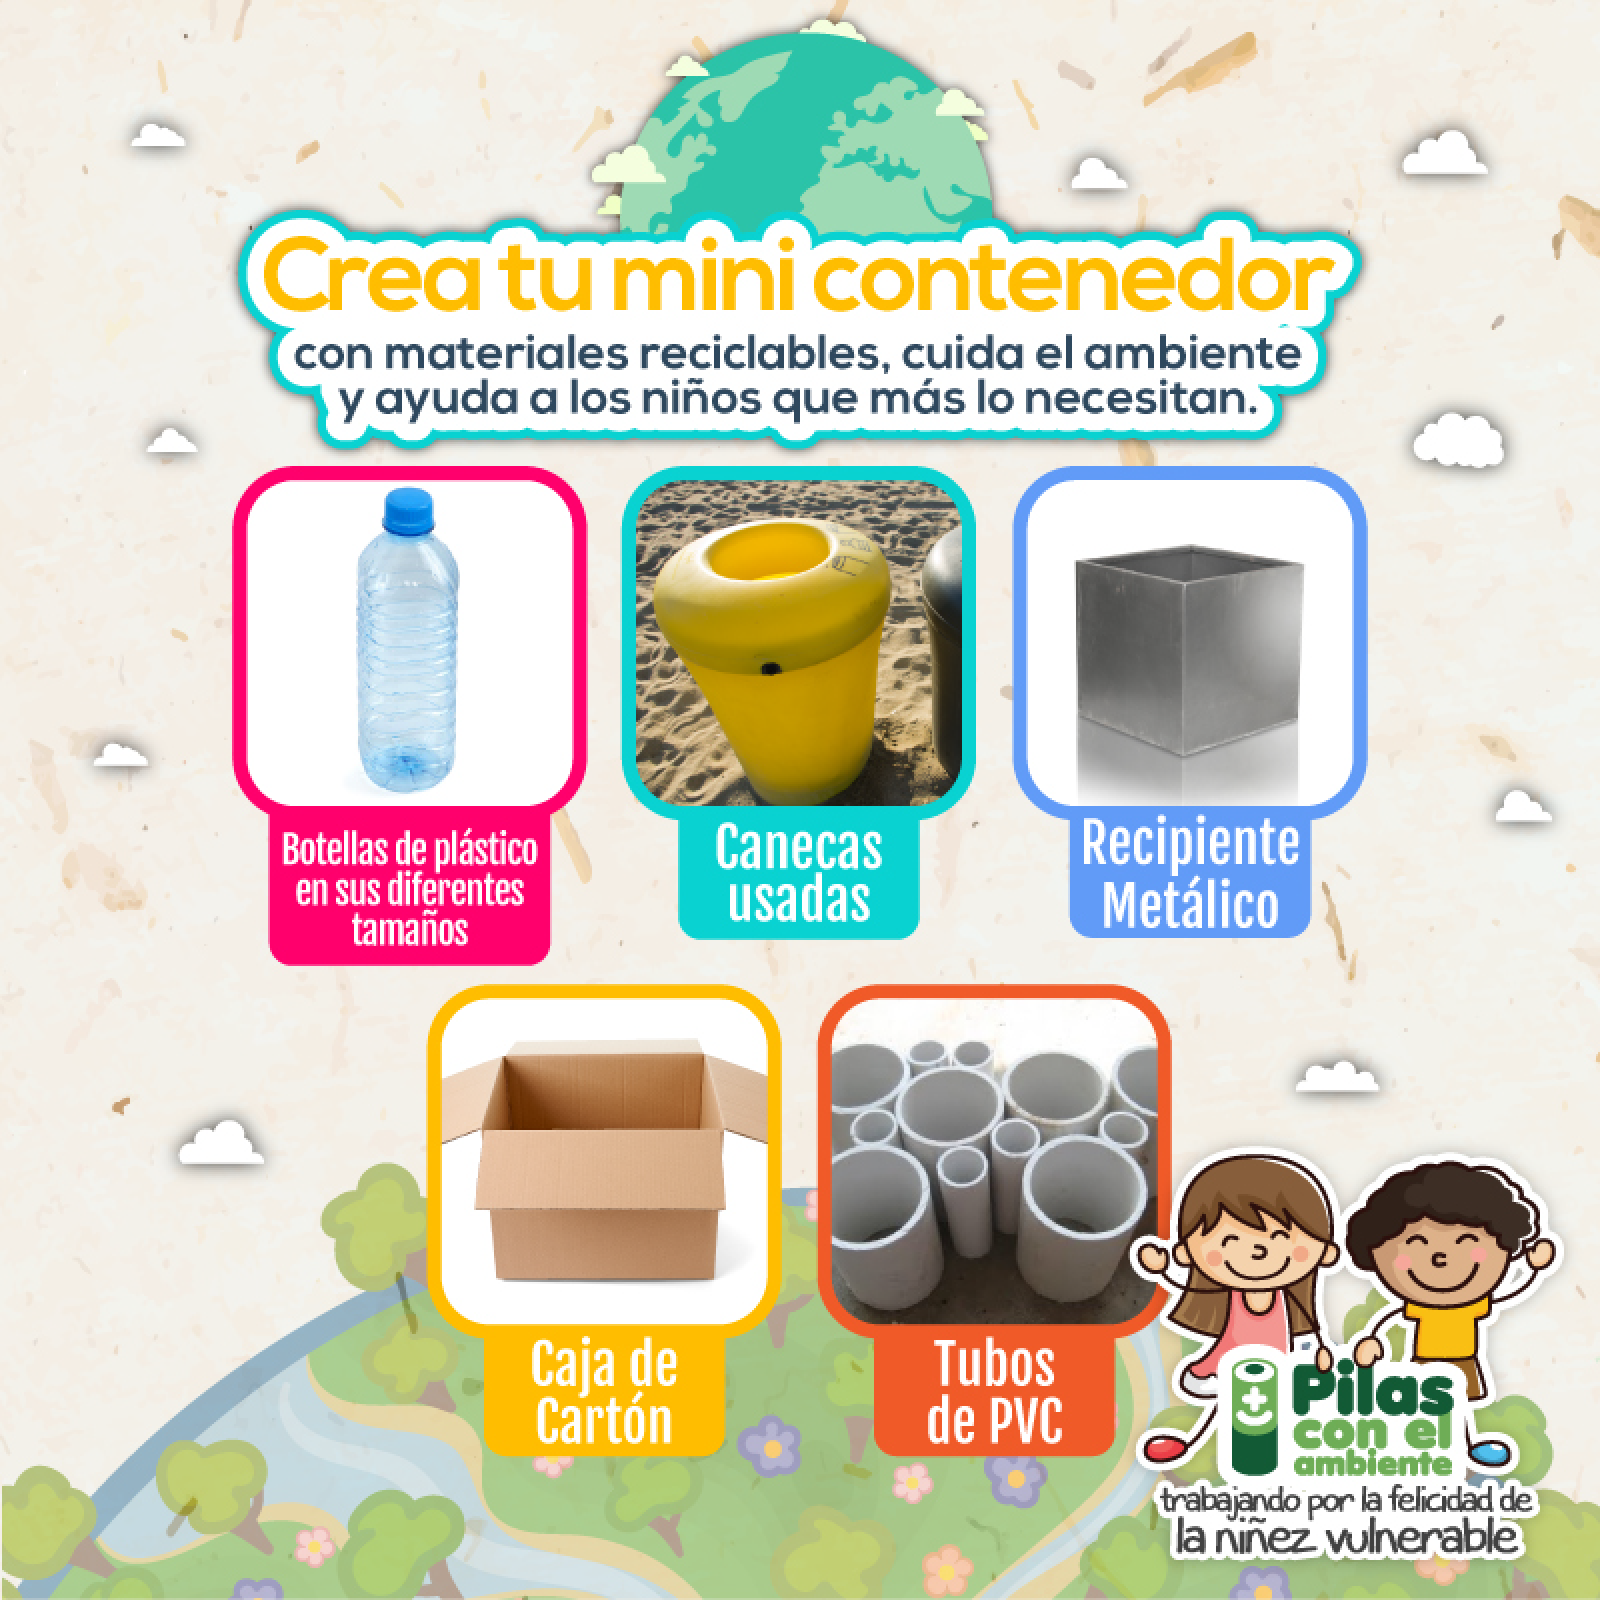 Crea tu mini contenedor
con materiales reciclables, cuida el ambiente
y ayuda a los niños que más lo necesitan.
Botellas de plástico
en sus diferentes
tamaños
Canecas
usadas
Recipiente
Metálico
Caja de
Cartón
Tubos
de PVC
Pilas
con el
ambiente
trabajando por la felicidad de
la niñez vulnerable